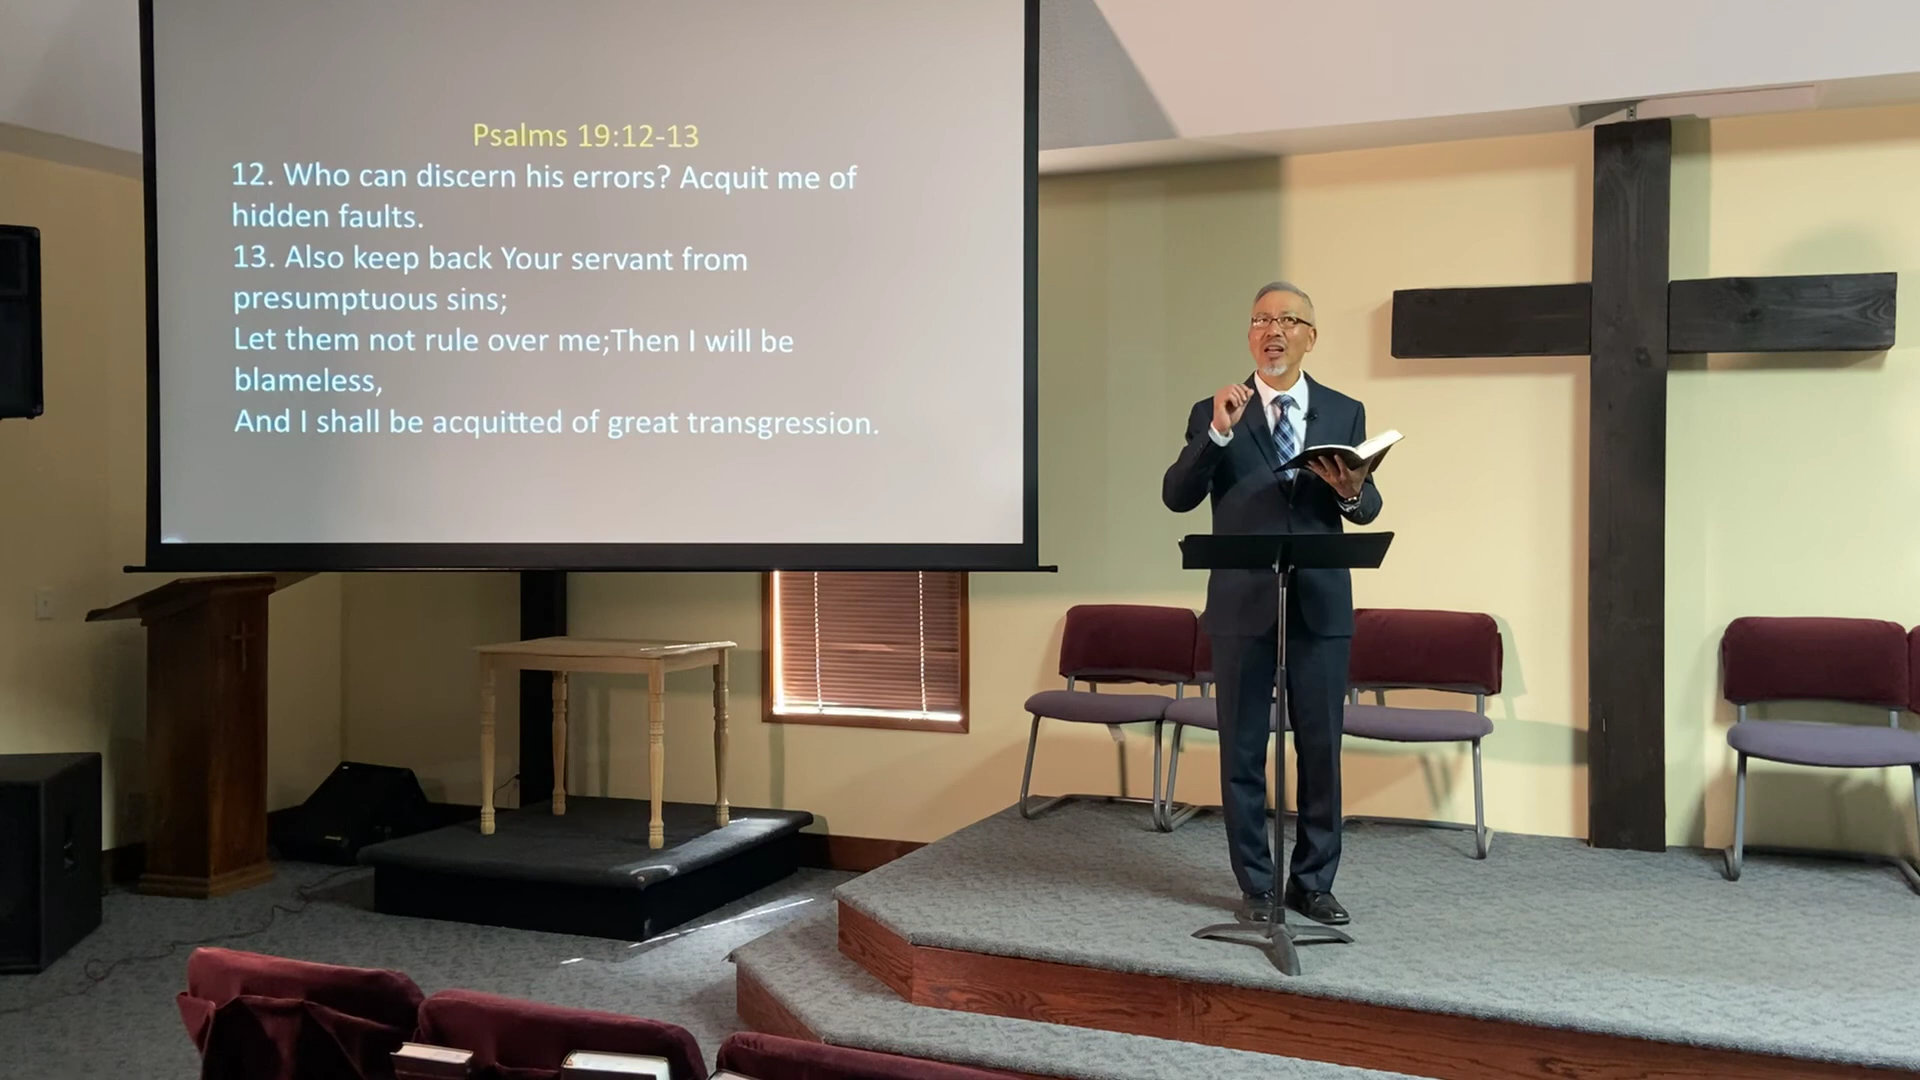 Psalms 19:12-13
12. Who can discern his errors? Acquit me of
hidden faults.
13. Also keep back Your servant from
presumptuous sins;
Let them not rule over me;Then I will be
blameless,
And I shall be acquitted of great transgression.